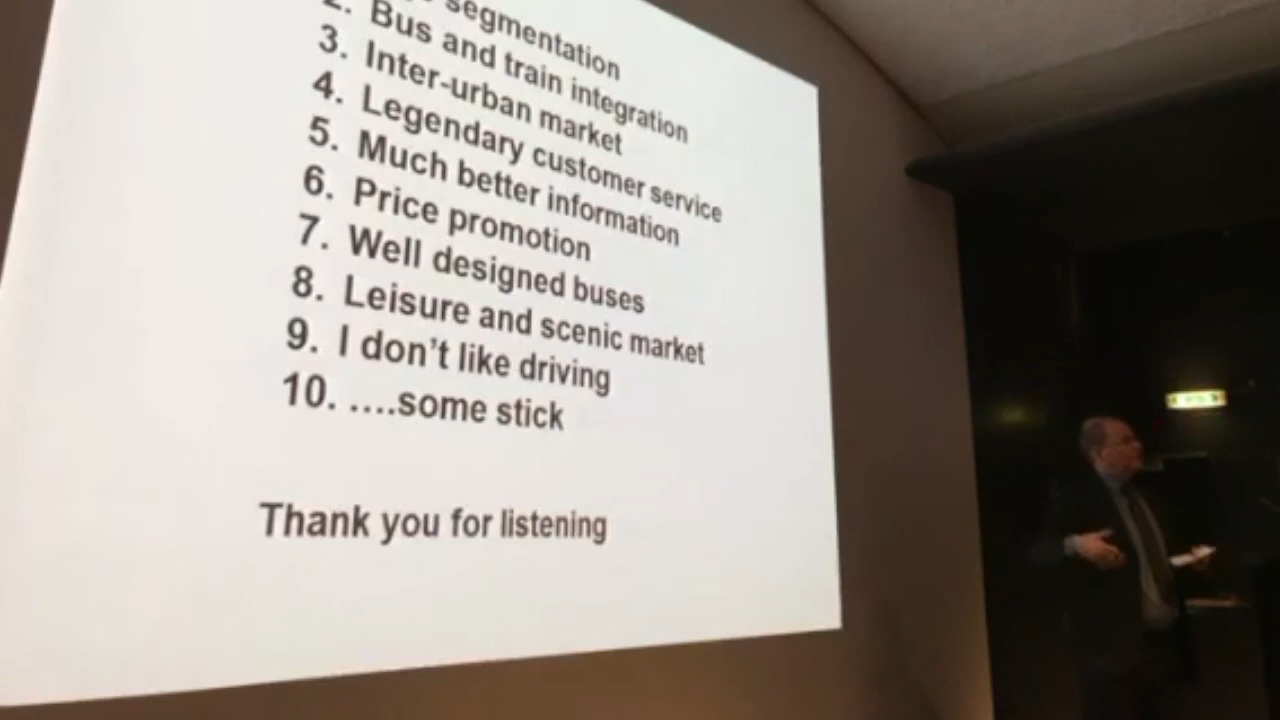 segmentation
2. Bus and train integration
3. Inter-urban market
4. Legendary customer service
5. Much better information
6. Price promotion
7. Well designed buses
8. Leisure and scenic market
9. I don't like driving
10. ....some stick
Thank you for listening